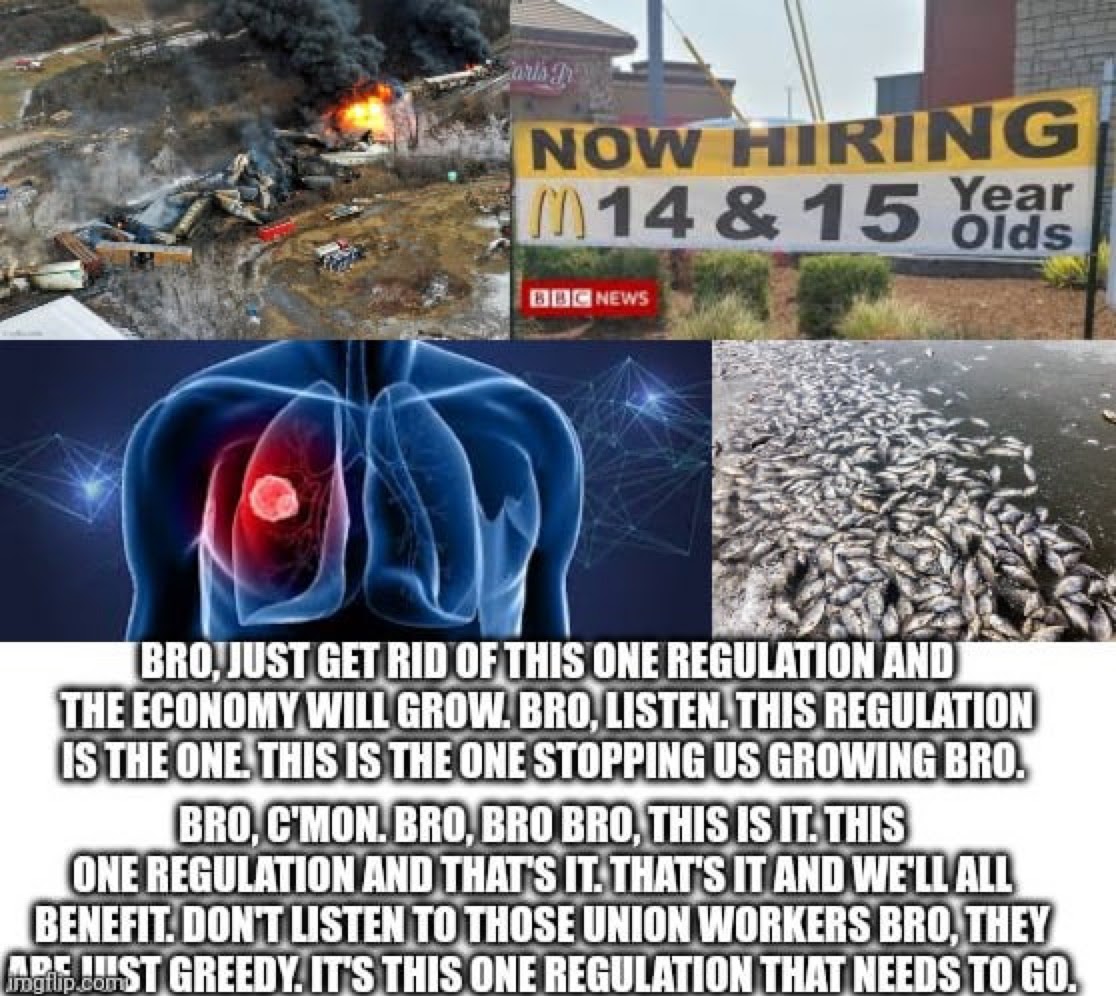 arl's Jr
NOW HIRING
14 & 15 Year Olds
BBC NEWS
BRO, JUST GET RID OF THIS ONE REGULATION AND
THE ECONOMY WILL GROW. BRO, LISTEN. THIS REGULATION
IS THE ONE. THIS IS THE ONE STOPPING US GROWING BRO.
BRO, C'MON. BRO, BRO BRO, THIS IS IT. THIS
ONE REGULATION AND THAT'S IT. THAT'S IT AND WE'LL ALL
BENEFIT. DON'T LISTEN TO THOSE UNION WORKERS BRO, THEY
ARE JUST GREEDY. IT'S THIS ONE REGULATION THAT NEEDS TO GO.
imgflip.com